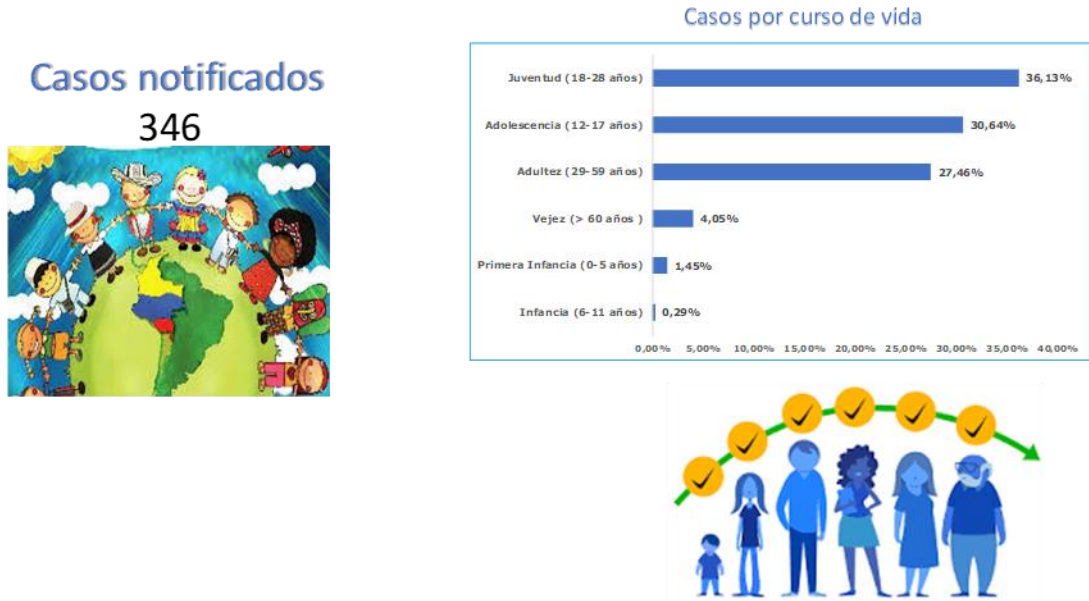 Casos notificados
346
Casos por curso de vida
Juventud (18-28 años)
36,13%
Adolescencia (12-17 años)
30,64%
Adultez (29-59 años)
27,46%
Vejez (> 60 años )
4,05%
Primera Infancia (0-5 años)
1,45%
Infancia (6-11 años)
0,29%
0,00% 5,00% 10,00% 15,00% 20,00% 25,00% 30,00% 35,00% 40,00%